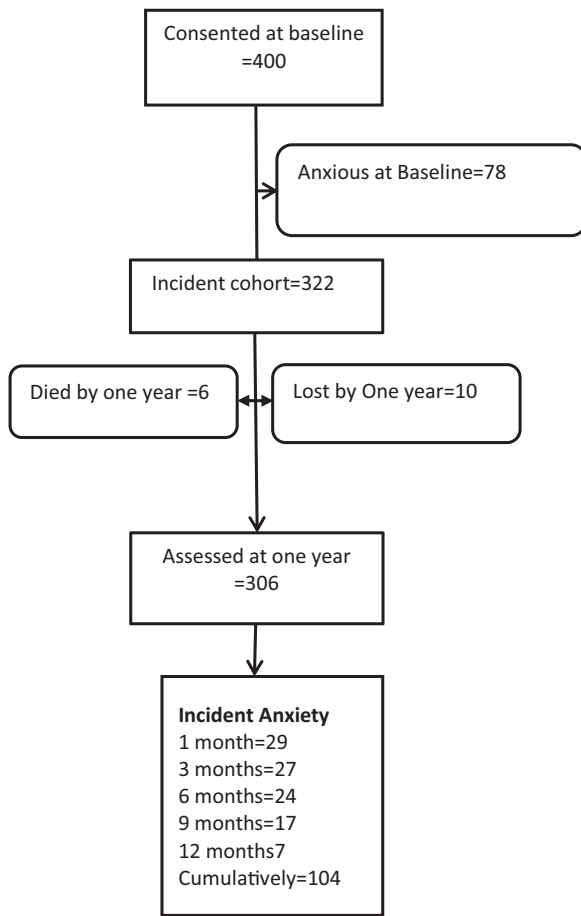 Consented at baseline
=400
Anxious at Baseline=78
Incident cohort=322
Died by one year =6
Lost by One year=10
Assessed at one year
=306
Incident Anxiety
1 month=29
3 months=27
6 months=24
9 months=17
12 months7
Cumulatively=104